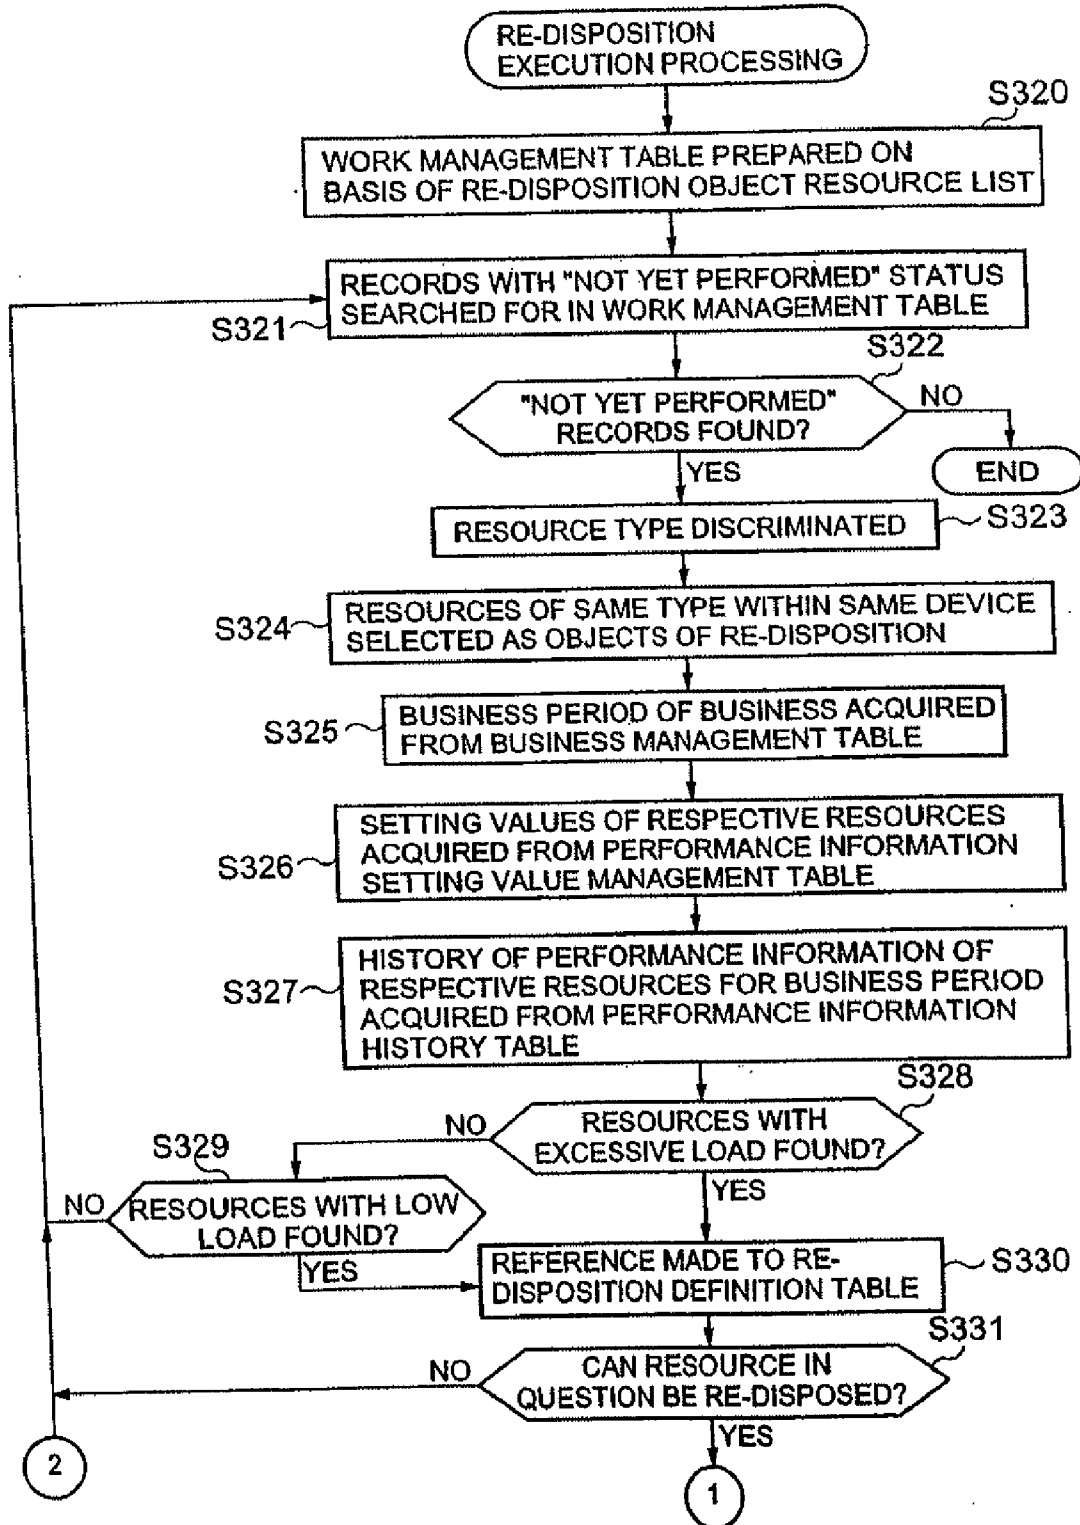 RE-DISPOSITION
EXECUTION PROCESSING
S320
WORK MANAGEMENT TABLE PREPARED ON
BASIS OF RE-DISPOSITION OBJECT RESOURCE LIST
RECORDS WITH "NOT YET PERFORMED" STATUS
SEARCHED FOR IN WORK MANAGEMENT TABLE
S321
S322
"NOT YET PERFORMED"
RECORDS FOUND?
NO
END
YES
RESOURCE TYPE DISCRIMINATED
S323
S324
RESOURCES OF SAME TYPE WITHIN SAME DEVICE
SELECTED AS OBJECTS OF RE-DISPOSITION
S325
BUSINESS PERIOD OF BUSINESS ACQUIRED
FROM BUSINESS MANAGEMENT TABLE
S326
SETTING VALUES OF RESPECTIVE RESOURCES
ACQUIRED FROM PERFORMANCE INFORMATION
SETTING VALUE MANAGEMENT TABLE
S327
HISTORY OF PERFORMANCE INFORMATION OF
RESPECTIVE RESOURCES FOR BUSINESS PERIOD
ACQUIRED FROM PERFORMANCE INFORMATION
HISTORY TABLE
S328
RESOURCES WITH
EXCESSIVE LOAD FOUND?
NO
YES
S329
RESOURCES WITH LOW
LOAD FOUND?
NO
YES
REFERENCE MADE TO RE-
DISPOSITION DEFINITION TABLE
S330
S331
CAN RESOURCE IN
QUESTION BE RE-DISPOSED?
NO
YES
2
1